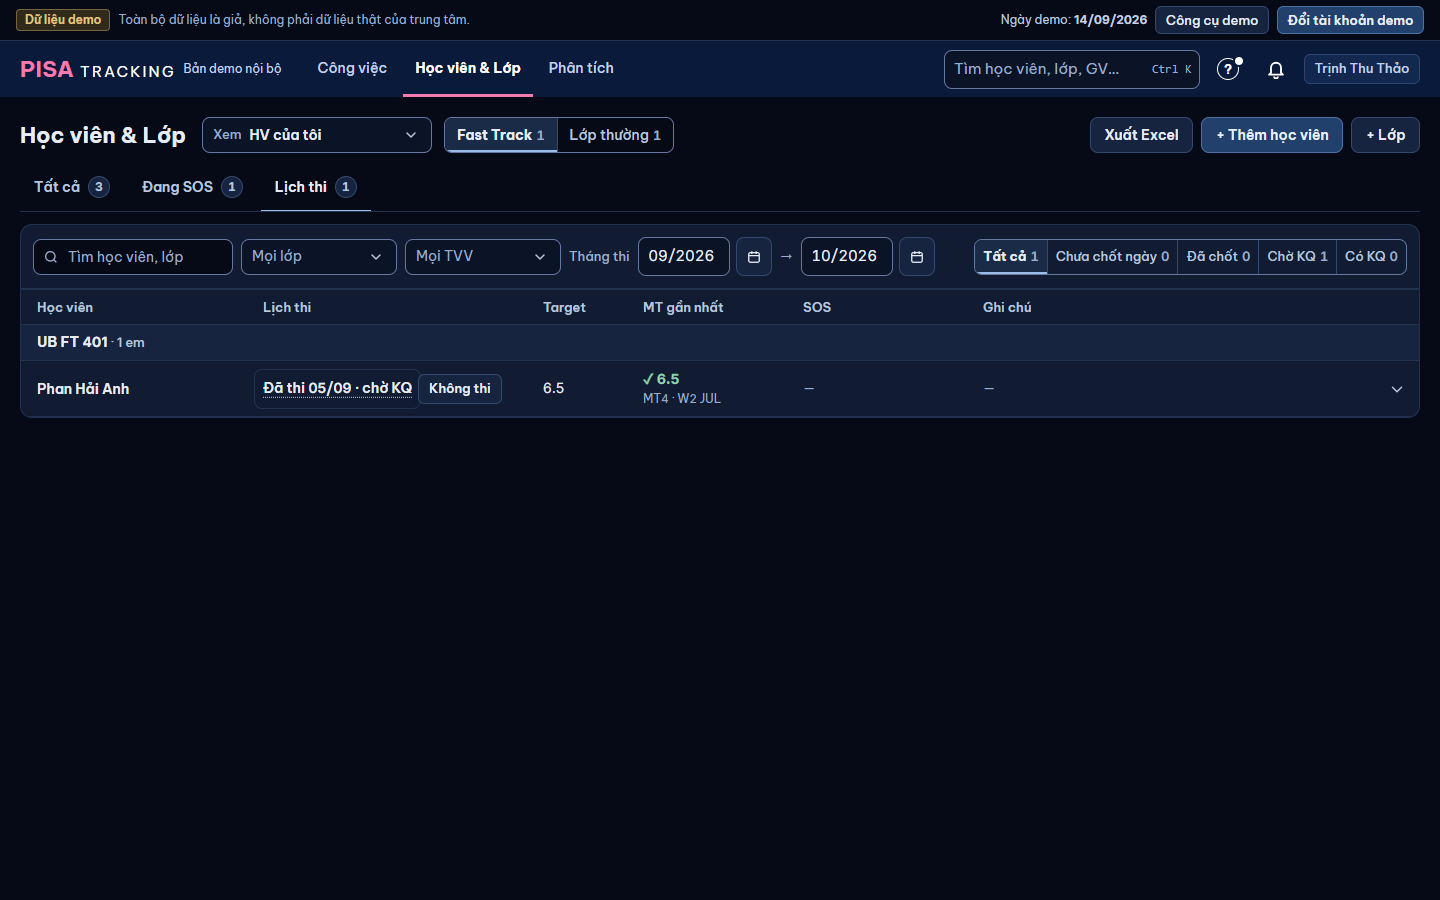 Dữ liệu demo Toàn bộ dữ liệu là giả, không phải dữ liệu thật của trung tâm. Ngày demo: 14/09/2026 Công cụ demo Đổi tài khoản demo
PISA TRACKING Bản demo nội bộ Công việc Học viên & Lớp Phân tích Tìm học viên, lớp, GV... Ctrl K ? Trịnh Thu Thảo
Học viên & Lớp Xem HV của tôi Fast Track 1 Lớp thường 1 Xuất Excel + Thêm học viên + Lớp
Tất cả 3 Đang SOS 1 Lịch thi 1
Tìm học viên, lớp Mọi lớp Mọi TVV Tháng thi 09/2026 → 10/2026 Tất cả 1 Chưa chốt ngày 0 Đã chốt 0 Chờ KQ 1 Có KQ 0
Học viên Lịch thi Target MT gần nhất SOS Ghi chú
UB FT 401 · 1 em
Phan Hải Anh Đã thi 05/09 · chờ KQ Không thi 6.5 ✓ 6.5 — —
MT4 · W2 JUL